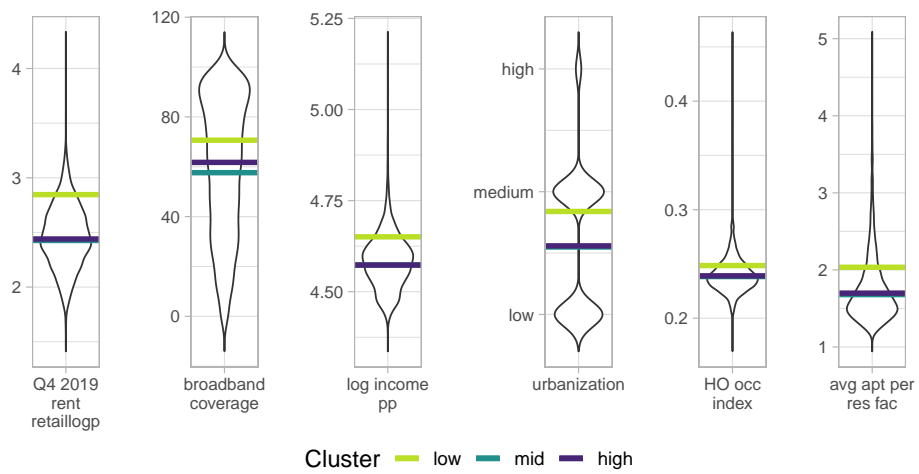 4
3
2
Q4 2019
rent
retaillogp
120
80
40
0
broadband
coverage
5.25
5.00
4.75
4.50
log income
pp
high
medium
low
urbanization
0.4
0.3
0.2
HO occ
index
5
4
3
2
1
avg apt per
res fac
Cluster low mid high